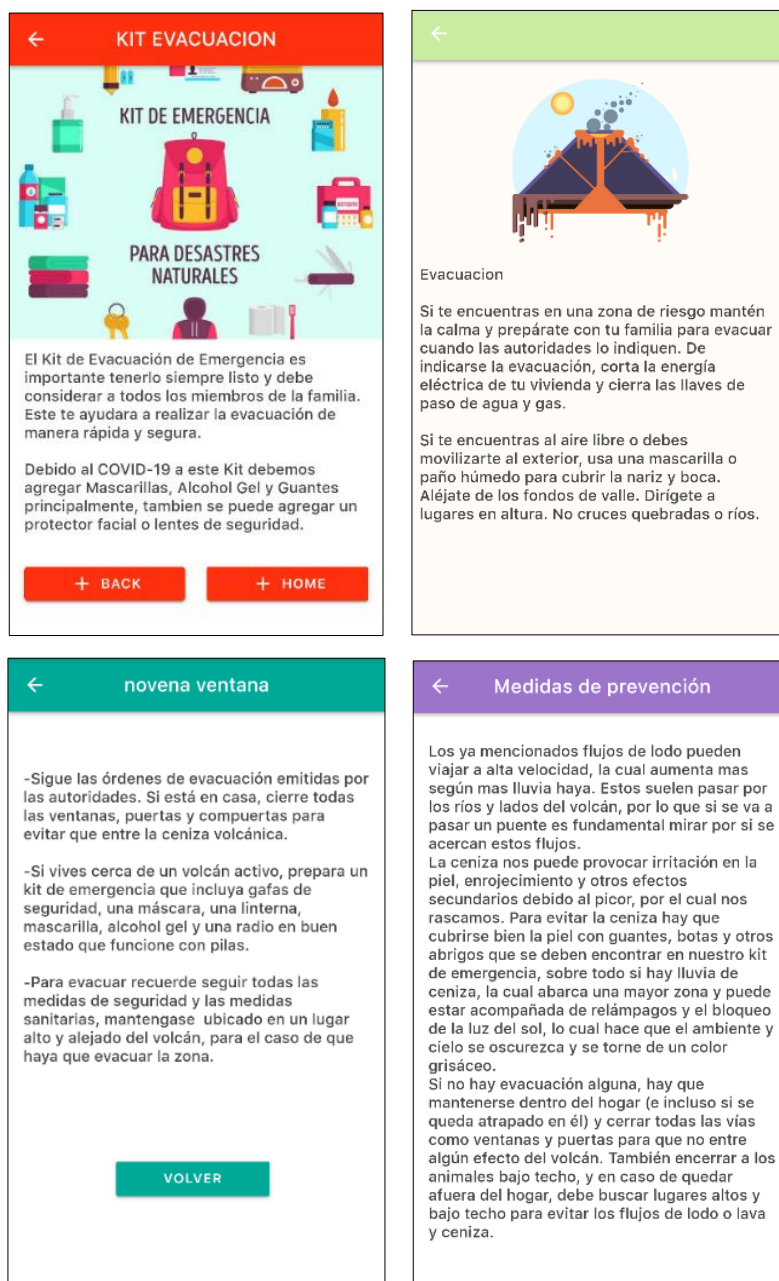 KIT EVACUACION
KIT DE EMERGENCIA
PARA DESASTRES
NATURALES
El Kit de Evacuación de Emergencia es
importante tenerlo siempre listo y debe
considerar a todos los miembros de la familia.
Este te ayudara a realizar la evacuación de
manera rápida y segura.
Debido al COVID-19 a este Kit debemos
agregar Mascarillas, Alcohol Gel y Guantes
principalmente, tambien se puede agregar un
protector facial o lentes de seguridad.
+ BACK
+ HOME
Evacuacion
Si te encuentras en una zona de riesgo mantén
la calma y prepárate con tu familia para evacuar
cuando las autoridades lo indiquen. De
indicarse la evacuación, corta la energía
eléctrica de tu vivienda y cierra las llaves de
paso de agua y gas.
Si te encuentras al aire libre o debes
movilizarte al exterior, usa una mascarilla o
paño húmedo para cubrir la nariz y boca.
Aléjate de los fondos de valle. Dirígete a
lugares en altura. No cruces quebradas o ríos.
novena ventana
-Sigue las órdenes de evacuación emitidas por
las autoridades. Si está en casa, cierre todas
las ventanas, puertas y compuertas para
evitar que entre la ceniza volcánica.
-Si vives cerca de un volcán activo, prepara un
kit de emergencia que incluya gafas de
seguridad, una máscara, una linterna,
mascarilla, alcohol gel y una radio en buen
estado que funcione con pilas.
-Para evacuar recuerde seguir todas las
medidas de seguridad y las medidas
sanitarias, mantengase ubicado en un lugar
alto y alejado del volcán, para el caso de que
haya que evacuar la zona.
VOLVER
Medidas de prevención
Los ya mencionados flujos de lodo pueden
viajar a alta velocidad, la cual aumenta mas
según mas lluvia haya. Estos suelen pasar por
los ríos y lados del volcán, por lo que si se va a
pasar un puente es fundamental mirar por si se
acercan estos flujos.
La ceniza nos puede provocar irritación en la
piel, enrojecimiento y otros efectos
secundarios debido al picor, por el cual nos
rascamos. Para evitar la ceniza hay que
cubrirse bien la piel con guantes, botas y otros
abrigos que se deben encontrar en nuestro kit
de emergencia, sobre todo si hay lluvia de
ceniza, la cual abarca una mayor zona y puede
estar acompañada de relámpagos y el bloqueo
de la luz del sol, lo cual hace que el ambiente y
cielo se oscurezca y se torne de un color
grisáceo.
Si no hay evacuación alguna, hay que
mantenerse dentro del hogar (e incluso si se
queda atrapado en él) y cerrar todas las vías
como ventanas y puertas para que no entre
algún efecto del volcán. También encerrar a los
animales bajo techo, y en caso de quedar
afuera del hogar, debe buscar lugares altos y
bajo techo para evitar los flujos de lodo o lava
y ceniza.